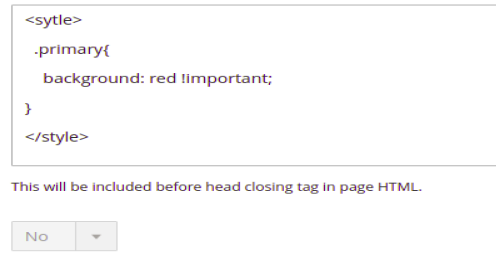 <sytle>
.primary{
background: red !important;
}
</style>
This will be included before head closing tag in page HTML.
No